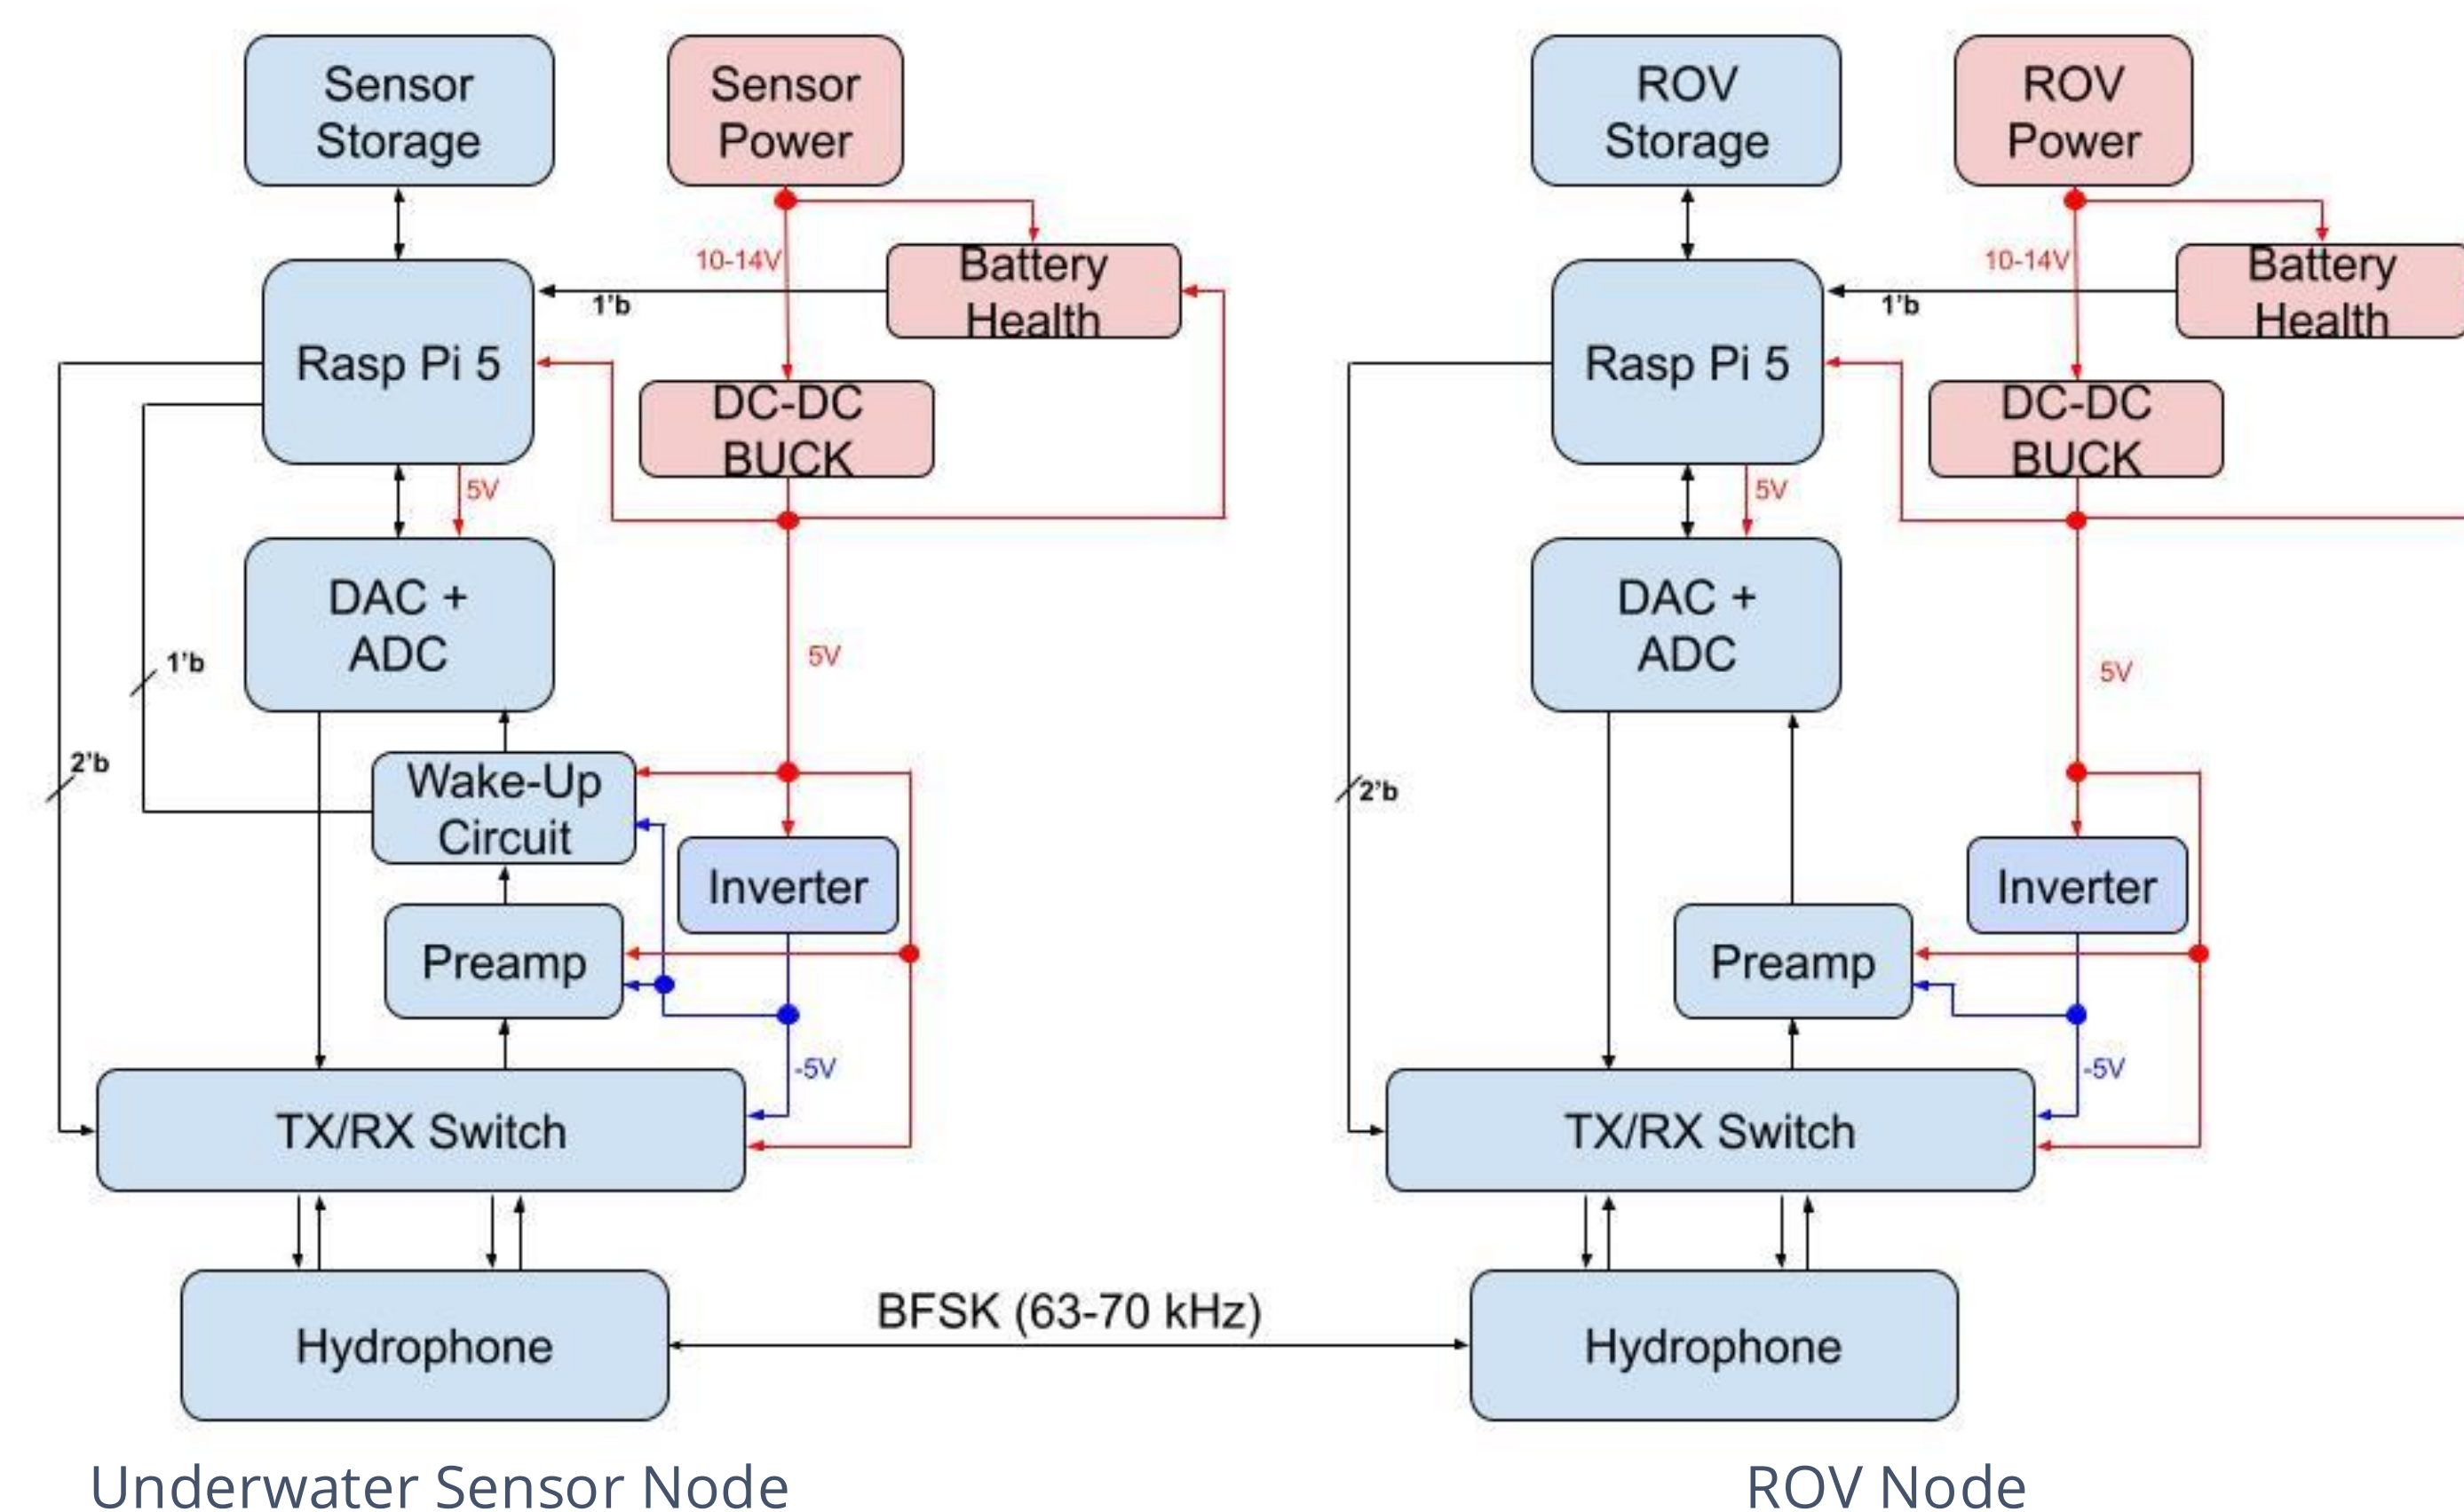 Sensor
Storage
Sensor
Power
10-14V
Battery
Health
1'b
Rasp Pi 5
DC-DC
BUCK
5V
DAC +
ADC
5V
1'b
2'b
Wake-Up
Circuit
Inverter
Preamp
-5V
TX/RX Switch
Hydrophone
BFSK (63-70 kHz)
Underwater Sensor Node
ROV
Storage
ROV
Power
10-14V
Battery
Health
1'b
Rasp Pi 5
DC-DC
BUCK
5V
DAC +
ADC
5V
2'b
Inverter
Preamp
-5V
TX/RX Switch
Hydrophone
ROV Node